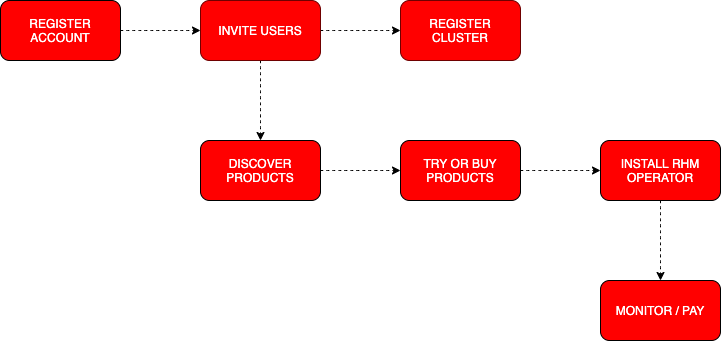 REGISTER
ACCOUNT
INVITE USERS
REGISTER
CLUSTER
DISCOVER
PRODUCTS
TRY OR BUY
PRODUCTS
INSTALL RHM
OPERATOR
MONITOR / PAY